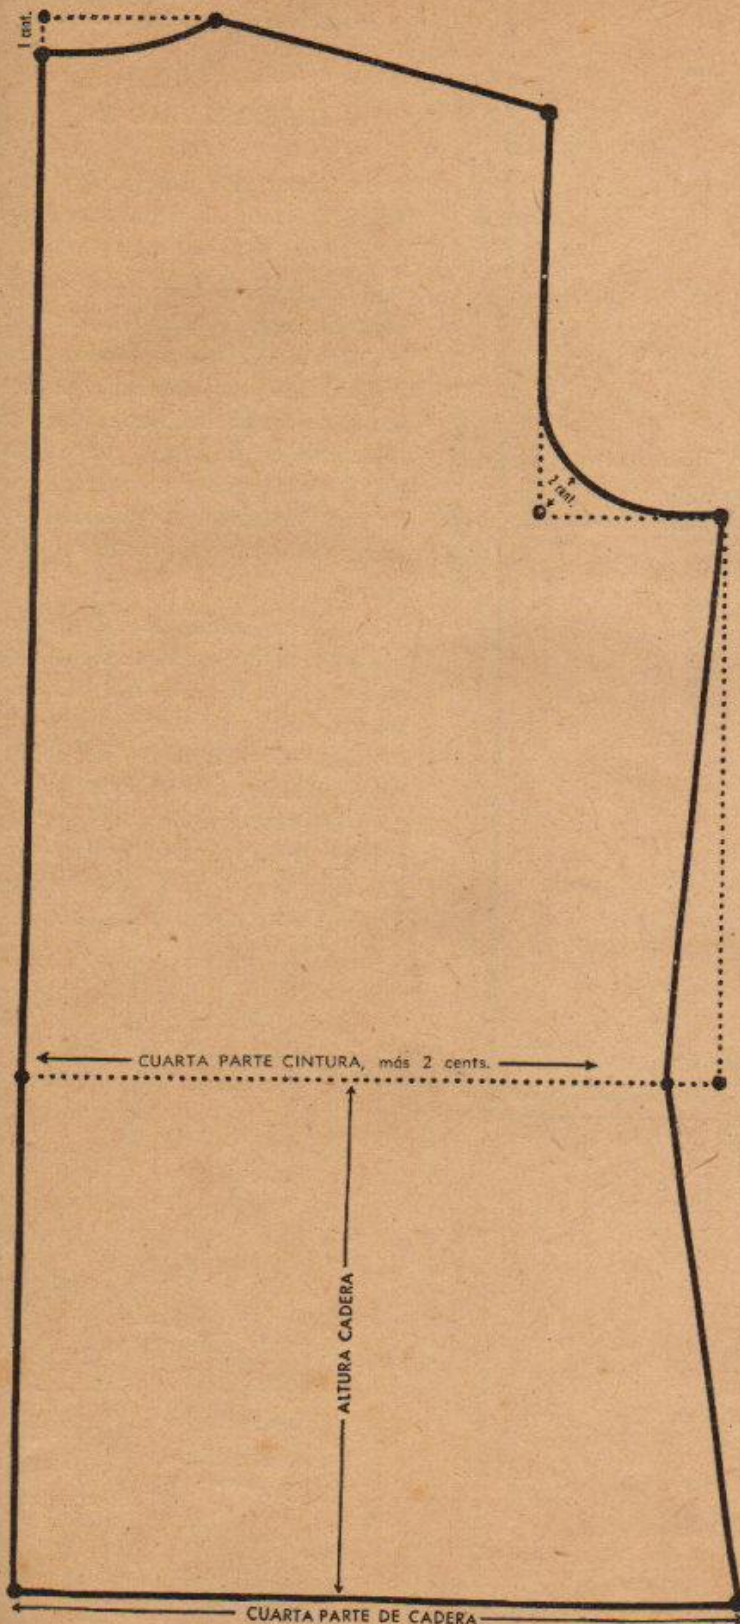 1 cent.
2 cent.
CUARTA PARTE CINTURA, más 2 cents.
ALTURA CADERA
CUARTA PARTE DE CADERA